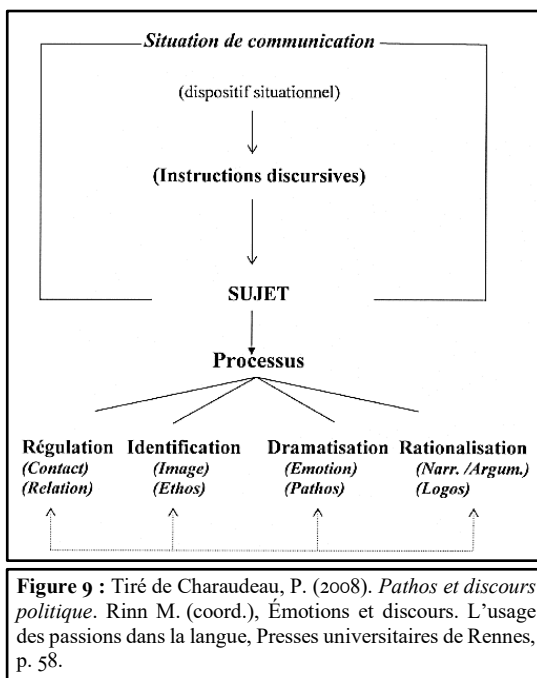 Situation de communication
(dispositif situationnel)
(Instructions discursives)
SUJET
Processus
Régulation Identification Dramatisation Rationalisation
(Contact) (Image) (Emotion) (Narr. /Argum.)
(Relation) (Ethos) (Pathos) (Logos)
Figure 9 : Tiré de Charaudeau, P. (2008). Pathos et discours
politique. Rinn M. (coord.), Émotions et discours. L'usage
des passions dans la langue, Presses universitaires de Rennes,
p. 58.